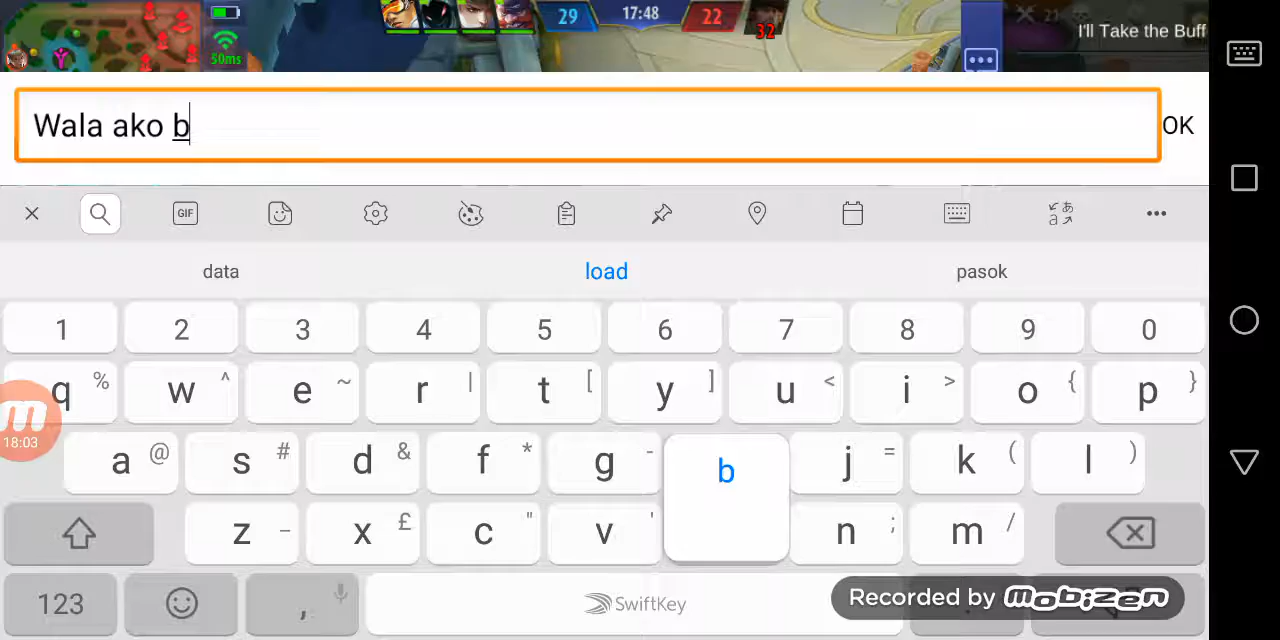 50ms
29
17:48
22
32
21
I'll Take the Buff
Wala ako b
OK
GIF
data load pasok
1 2 3 4 5 6 7 8 9 0
q % w ^ e ~ r | t [ y ] u < i > o { p }
18:03
a @ s # d & f * g - b j = k ( l )
z _ x £ c " v ' n ; m /
123 , SwiftKey
Recorded by mobizen